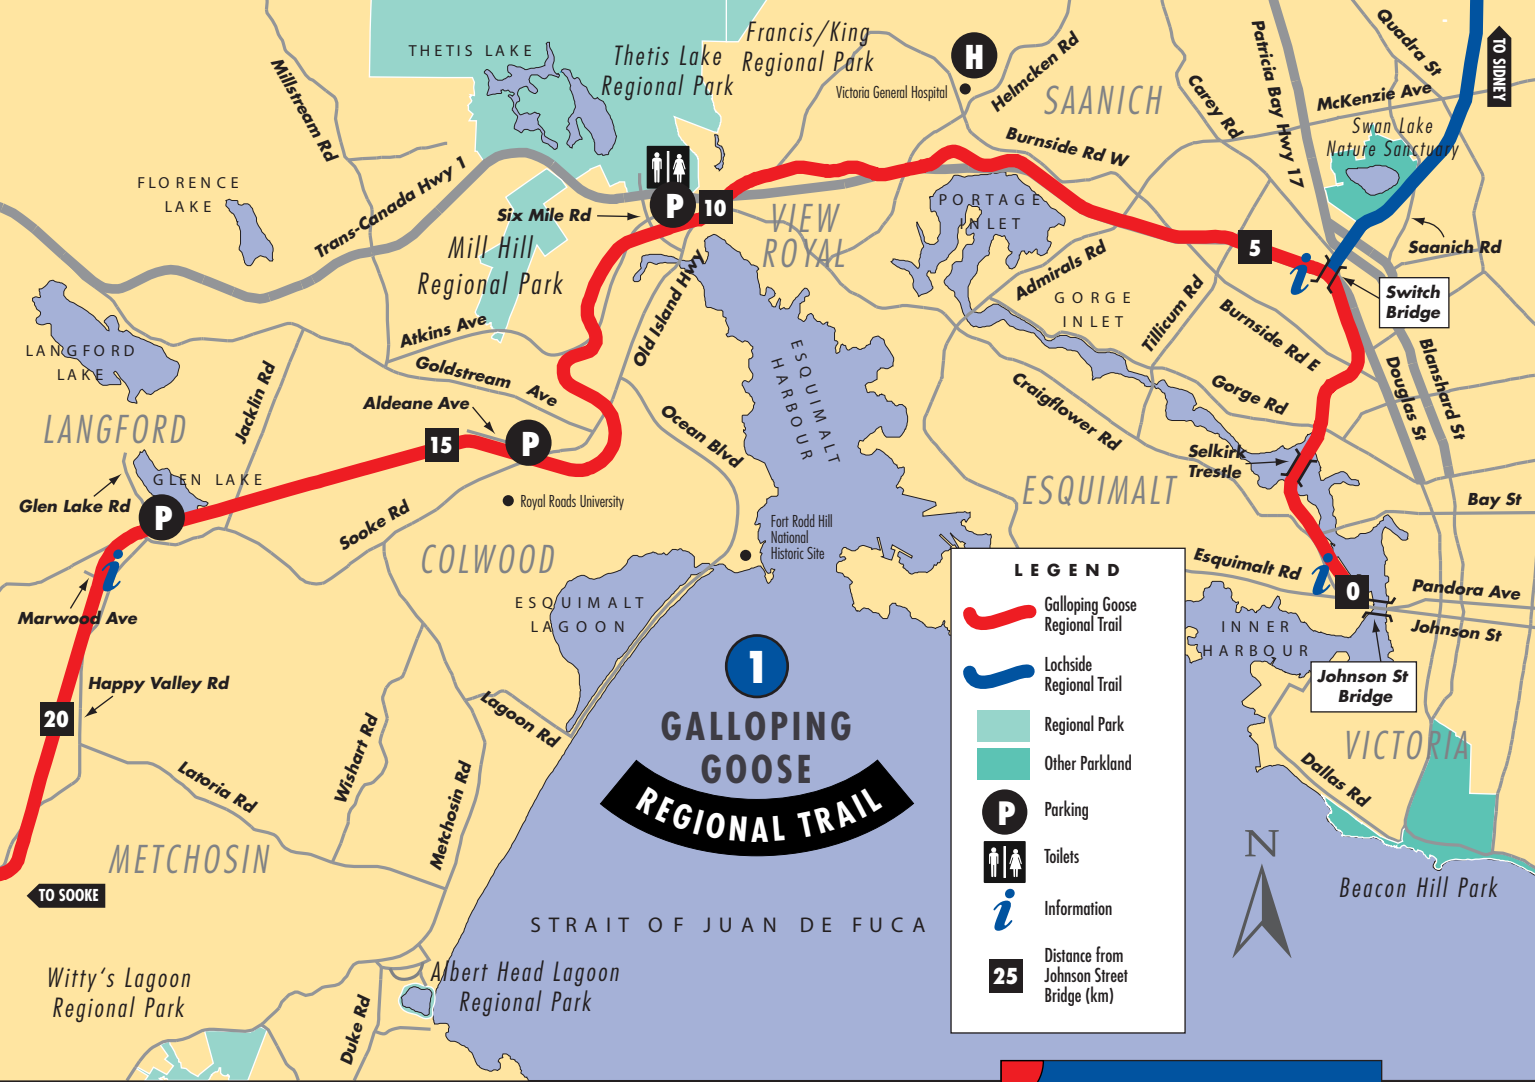 THETIS LAKE
Thetis Lake
Regional Park
Francis/King
Regional Park
H
Victoria General Hospital
Helmcken Rd
SAANICH
Carey Rd
Patricia Bay Hwy 17
Quadra St
McKenzie Ave
TO SIDNEY
Swan Lake
Nature Sanctuary
Millstream Rd
Burnside Rd W
FLORENCE
LAKE
Trans-Canada Hwy 1
Six Mile Rd
P
10
VIEW
ROYAL
PORTAGE
INLET
Mill Hill
Regional Park
Old Island Hwy
Admirals Rd
GORGE
INLET
Tillicum Rd
5
i
Saanich Rd
Switch
Bridge
Burnside Rd E
Blanshard St
Douglas St
LANGFORD
LAKE
Atkins Ave
Goldstream Ave
Aldeane Ave
Jacklin Rd
LANGFORD
15
P
Ocean Blvd
ESQUIMALT
HARBOUR
Craigflower Rd
Gorge Rd
Selkirk
Trestle
ESQUIMALT
Bay St
GLEN LAKE
Glen Lake Rd
P
Sooke Rd
Royal Roads University
COLWOOD
Fort Rodd Hill
National
Historic Site
i
Marwood Ave
ESQUIMALT
LAGOON
Esquimalt Rd
i
0
Pandora Ave
Johnson St
INNER
HARBOUR
Johnson St
Bridge
Happy Valley Rd
20
Latoria Rd
Wishart Rd
Metchosin Rd
Lagoon Rd
VICTORIA
Dallas Rd
METCHOSIN
TO SOOKE
1
GALLOPING
GOOSE
REGIONAL TRAIL
STRAIT OF JUAN DE FUCA
Witty's Lagoon
Regional Park
Duke Rd
Albert Head Lagoon
Regional Park
LEGEND
Galloping Goose
Regional Trail
Lochside
Regional Trail
Regional Park
Other Parkland
P
Parking
Toilets
i
Information
25
Distance from
Johnson Street
Bridge (km)
N
Beacon Hill Park